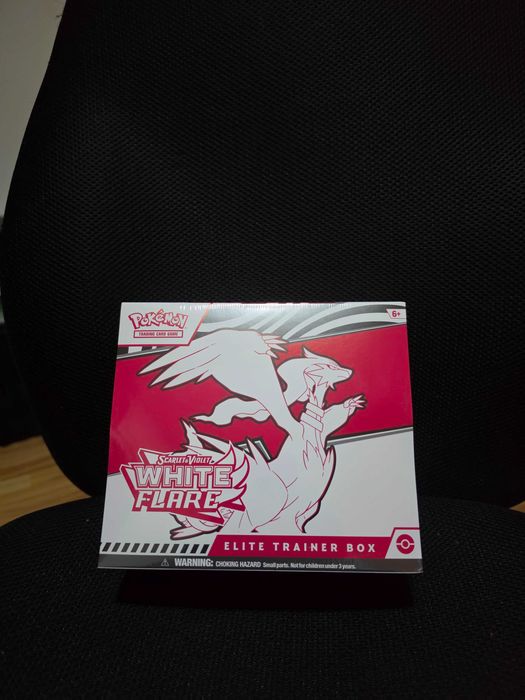 Pokémon
TRADING CARD GAME
6+
SCARLET & VIOLET
WHITE
FLARE
ELITE TRAINER BOX
WARNING: CHOKING HAZARD Small parts. Not for children under 3 years.